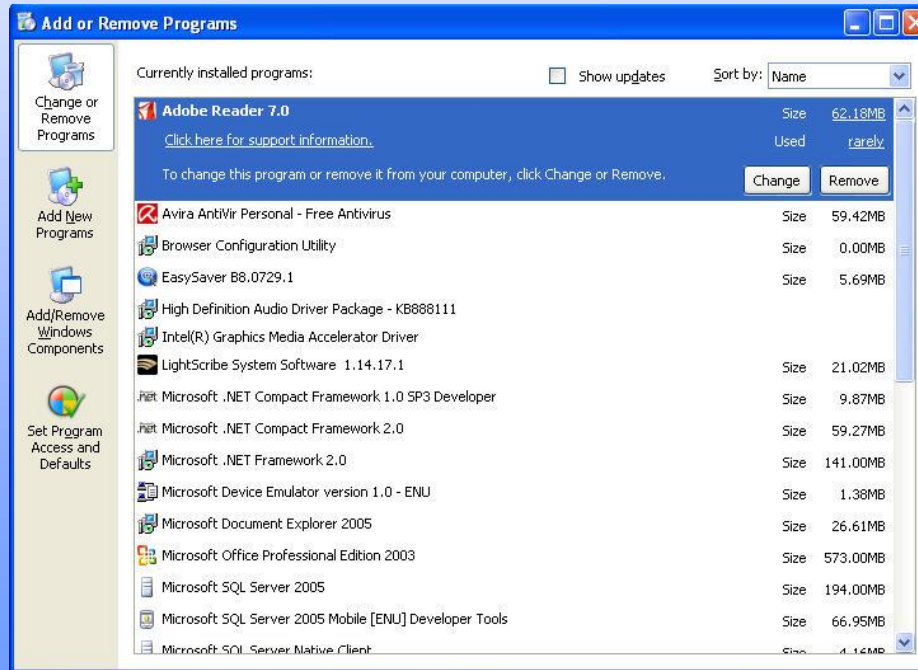 Add or Remove Programs
Change or
Remove
Programs
Add New
Programs
Add/Remove
Windows
Components
Set Program
Access and
Defaults
Currently installed programs:
Show updates
Sort by: Name
Adobe Reader 7.0 Size 62.18MB
Click here for support information. Used rarely
To change this program or remove it from your computer, click Change or Remove. Change Remove
Avira AntiVir Personal - Free Antivirus Size 59.42MB
Browser Configuration Utility Size 0.00MB
EasySaver B8.0729.1 Size 5.69MB
High Definition Audio Driver Package - KB888111
Intel(R) Graphics Media Accelerator Driver
LightScribe System Software 1.14.17.1 Size 21.02MB
.net Microsoft .NET Compact Framework 1.0 SP3 Developer Size 9.87MB
.net Microsoft .NET Compact Framework 2.0 Size 59.27MB
Microsoft .NET Framework 2.0 Size 141.00MB
Microsoft Device Emulator version 1.0 - ENU Size 1.38MB
Microsoft Document Explorer 2005 Size 26.61MB
Microsoft Office Professional Edition 2003 Size 573.00MB
Microsoft SQL Server 2005 Size 194.00MB
Microsoft SQL Server 2005 Mobile [ENU] Developer Tools Size 66.95MB
Microsoft SQL Server Native Client Size 4.16MB